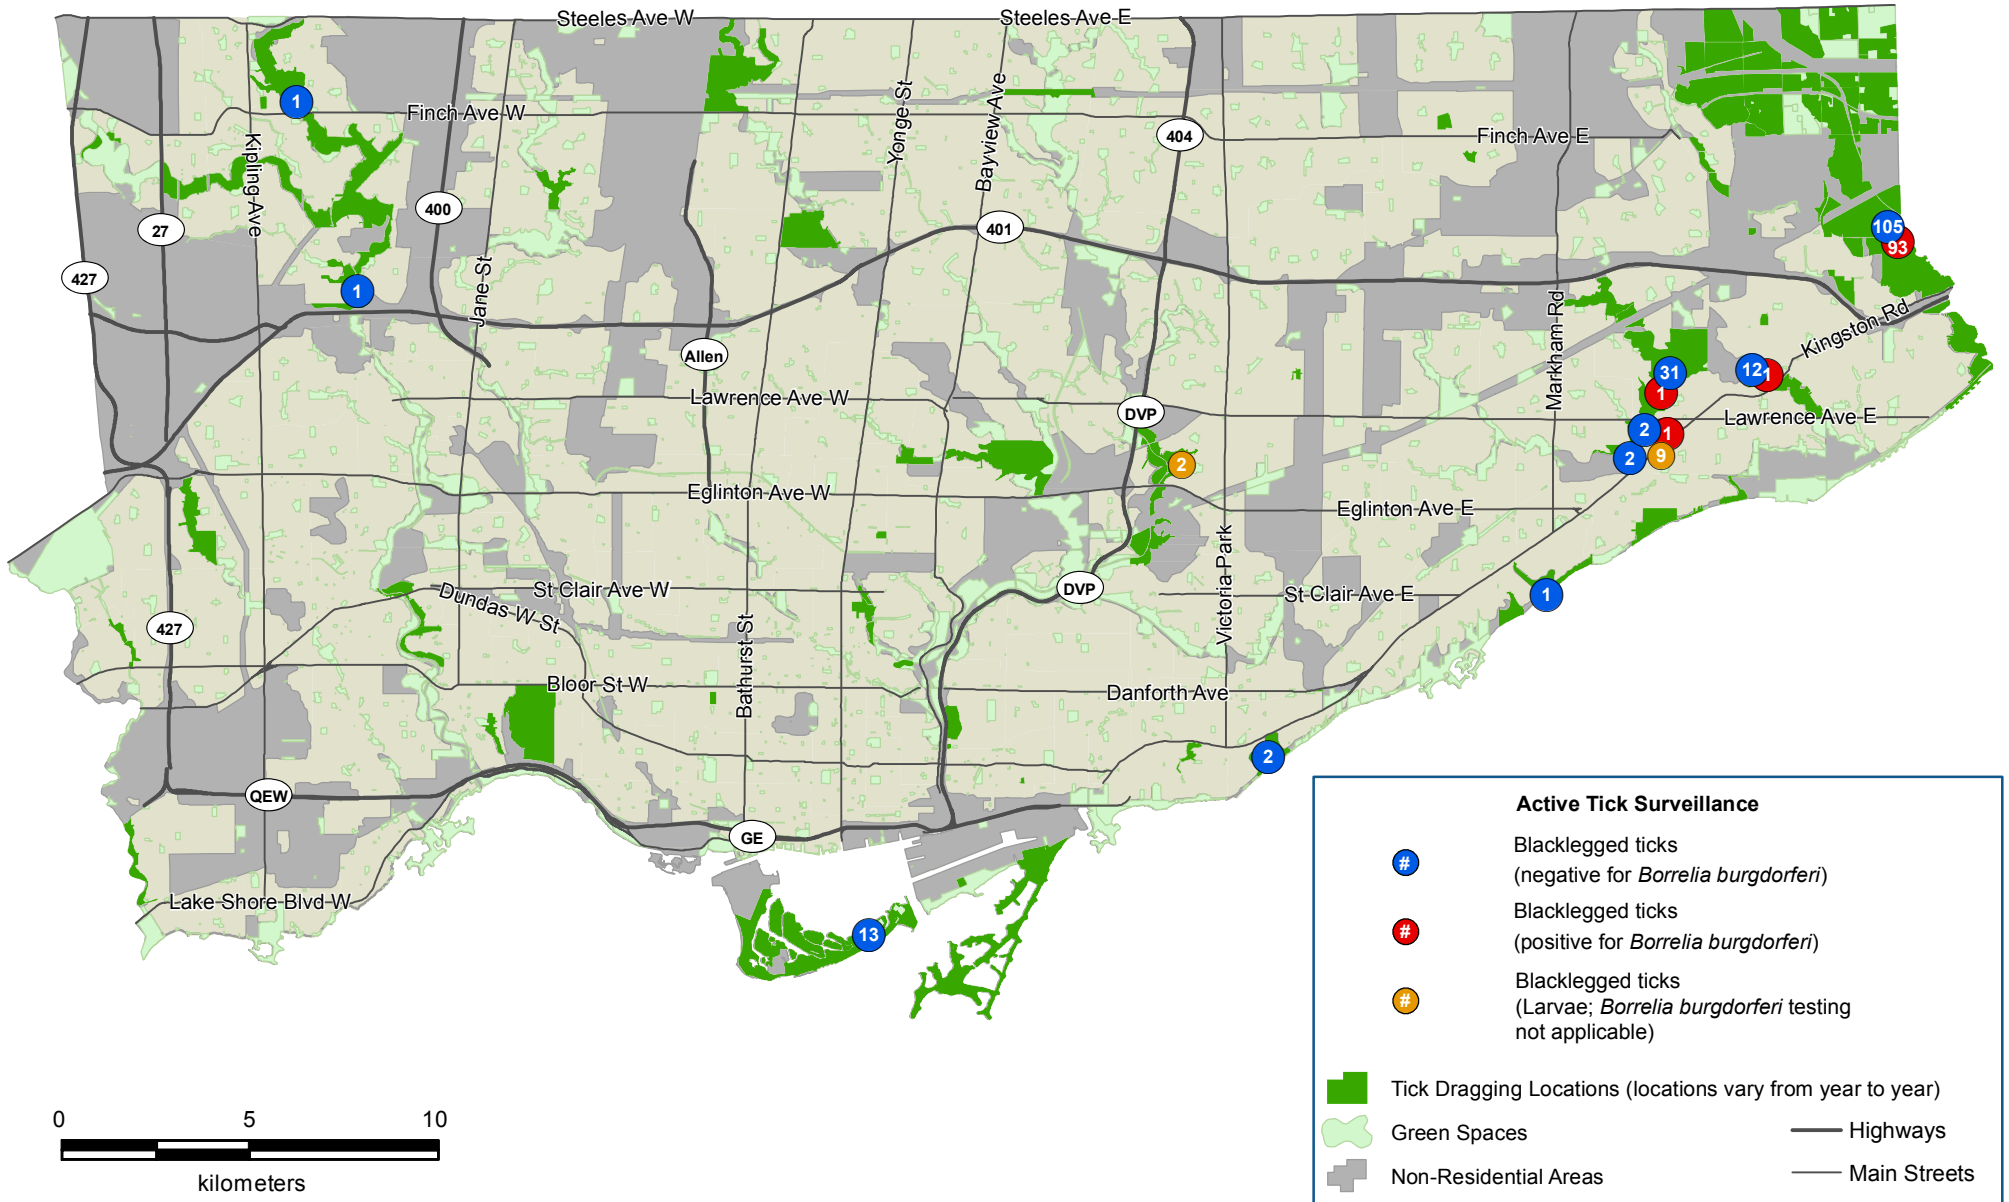 Steeles Ave W
Steeles Ave E
1
Finch Ave W
404
Finch Ave E
Kipling Ave
Yonge St
Bayview Ave
400
27
401
105
93
427
1
Jane St
Markham Rd
Kingston Rd
Allen
31
12
1
1
Lawrence Ave W
DVP
Lawrence Ave E
2
1
2
9
2
Eglinton Ave W
Eglinton Ave E
Victoria Park
DVP
St Clair Ave W
St Clair Ave E
1
Dundas W St
427
Bathurst St
Bloor St W
Danforth Ave
2
QEW
GE
Lake Shore Blvd W
13
Active Tick Surveillance
# Blacklegged ticks
(negative for Borrelia burgdorferi)
# Blacklegged ticks
(positive for Borrelia burgdorferi)
# Blacklegged ticks
(Larvae; Borrelia burgdorferi testing
not applicable)
Tick Dragging Locations (locations vary from year to year)
Green Spaces
Highways
Non-Residential Areas
Main Streets
0 5 10
kilometers